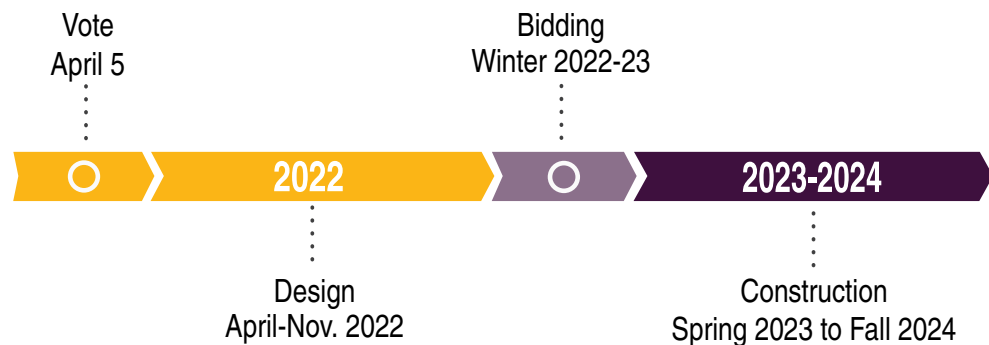 Vote
April 5
Bidding
Winter 2022-23
2022
2023-2024
Design
April-Nov. 2022
Construction
Spring 2023 to Fall 2024